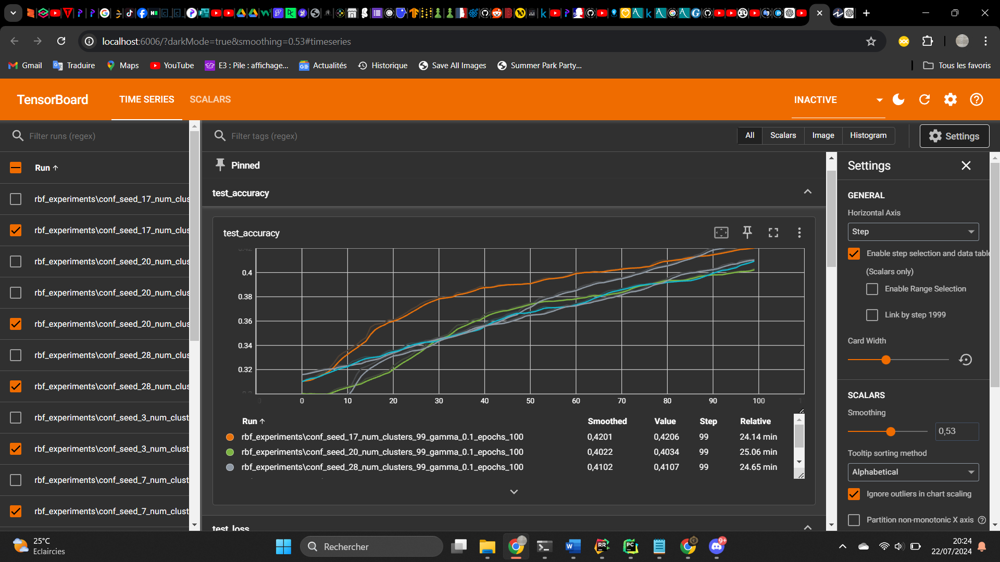 localhost:6006/?darkMode=true&smoothing=0.53#timeseries
Gmail Traduire Maps YouTube E3 : Pile : affichage... Actualités Historique Save All Images Summer Park Party... Tous les favoris
TensorBoard TIME SERIES SCALARS INACTIVE
Filter runs (regex)
Filter tags (regex)
All Scalars Image Histogram Settings
Run ↑
rbf_experiments\conf_seed_17_num_clus
rbf_experiments\conf_seed_17_num_clus
rbf_experiments\conf_seed_20_num_clus
rbf_experiments\conf_seed_20_num_clus
rbf_experiments\conf_seed_20_num_clus
rbf_experiments\conf_seed_28_num_clus
rbf_experiments\conf_seed_28_num_clus
rbf_experiments\conf_seed_3_num_clust
rbf_experiments\conf_seed_3_num_clust
rbf_experiments\conf_seed_7_num_clust
rbf_experiments\conf_seed_7_num_clust
Pinned
test_accuracy
test_accuracy
0.4
0.38
0.36
0.34
0.32
0 10 20 30 40 50 60 70 80 90 100
Run ↑ Smoothed Value Step Relative
rbf_experiments\conf_seed_17_num_clusters_99_gamma_0.1_epochs_100 0,4201 0,4206 99 24.14 min
rbf_experiments\conf_seed_20_num_clusters_99_gamma_0.1_epochs_100 0,4022 0,4034 99 25.06 min
rbf_experiments\conf_seed_28_num_clusters_99_gamma_0.1_epochs_100 0,4102 0,4107 99 24.65 min
test_loss
Settings
GENERAL
Horizontal Axis
Step
Enable step selection and data table
(Scalars only)
Enable Range Selection
Link by step 1999
Card Width
SCALARS
Smoothing
0,53
Tooltip sorting method
Alphabetical
Ignore outliers in chart scaling
Partition non-monotonic X axis
25°C
Eclaircies
Rechercher
RR
PC
9+
20:24
22/07/2024